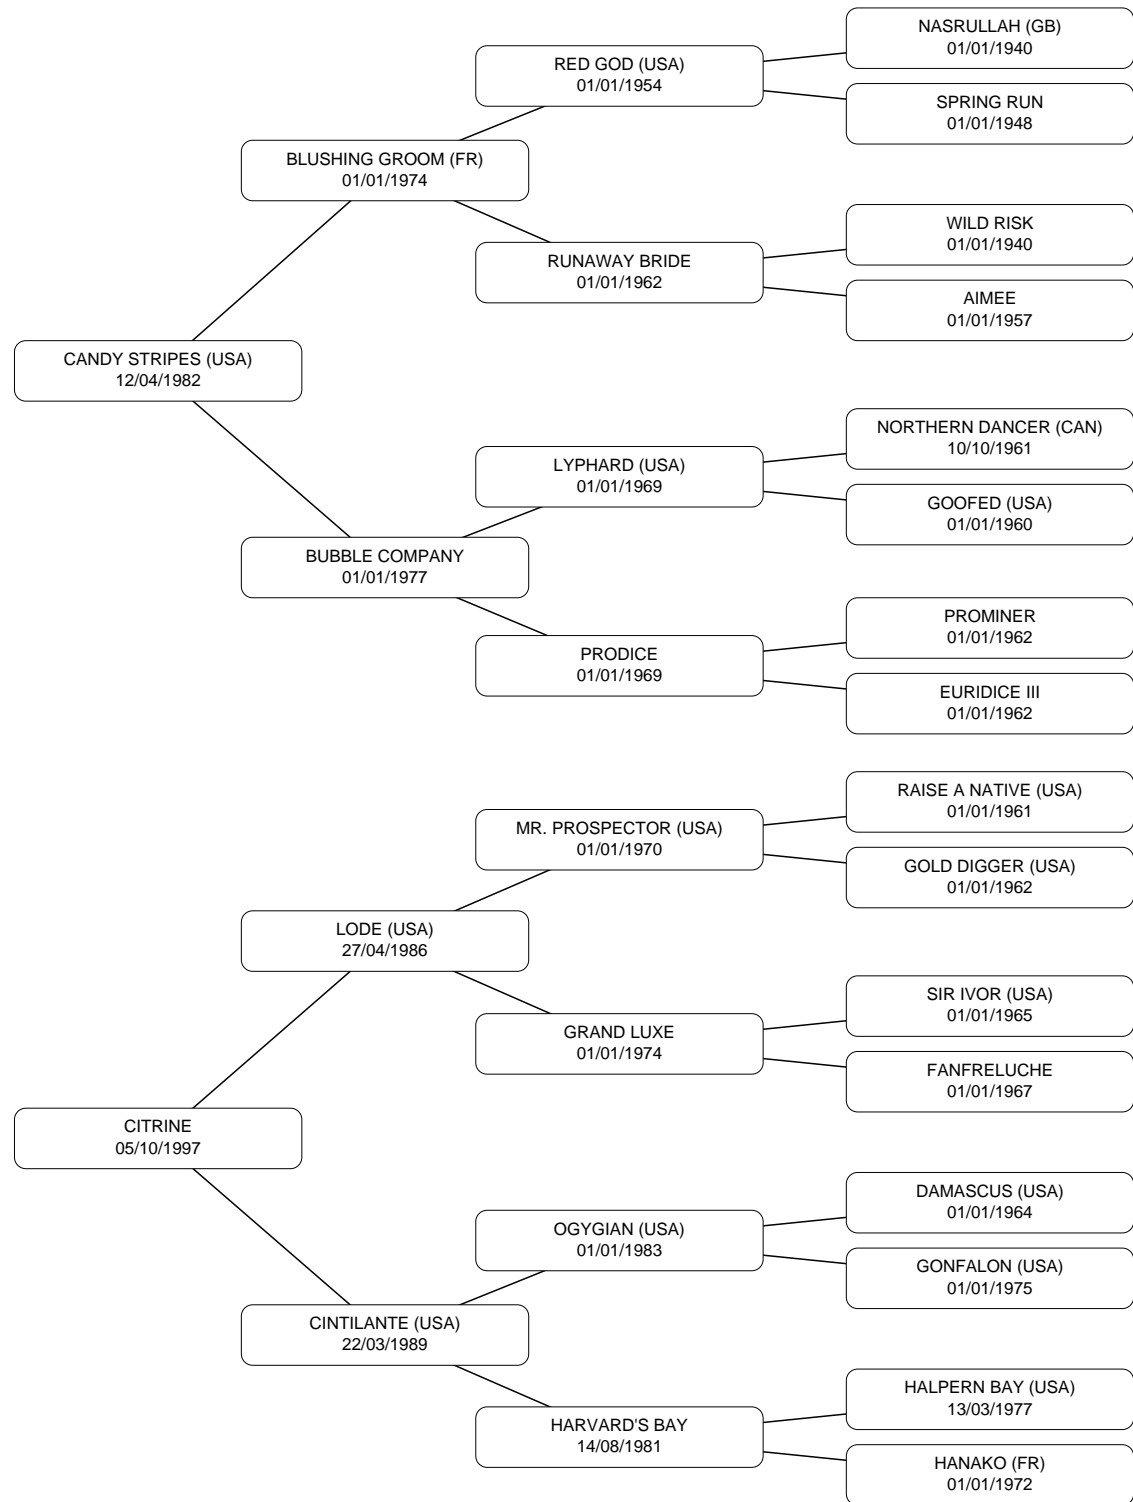 NASRULLAH (GB)
01/01/1940
RED GOD (USA)
01/01/1954
SPRING RUN
01/01/1948
BLUSHING GROOM (FR)
01/01/1974
WILD RISK
01/01/1940
RUNAWAY BRIDE
01/01/1962
AIMEE
01/01/1957
CANDY STRIPES (USA)
12/04/1982
NORTHERN DANCER (CAN)
10/10/1961
LYPHARD (USA)
01/01/1969
GOOFED (USA)
01/01/1960
BUBBLE COMPANY
01/01/1977
PROMINER
01/01/1962
PRODICE
01/01/1969
EURIDICE III
01/01/1962
RAISE A NATIVE (USA)
01/01/1961
MR. PROSPECTOR (USA)
01/01/1970
GOLD DIGGER (USA)
01/01/1962
LODE (USA)
27/04/1986
SIR IVOR (USA)
01/01/1965
GRAND LUXE
01/01/1974
FANFRELUCHE
01/01/1967
CITRINE
05/10/1997
DAMASCUS (USA)
01/01/1964
OGYGIAN (USA)
01/01/1983
GONFALON (USA)
01/01/1975
CINTILANTE (USA)
22/03/1989
HALPERN BAY (USA)
13/03/1977
HARVARD'S BAY
14/08/1981
HANAKO (FR)
01/01/1972